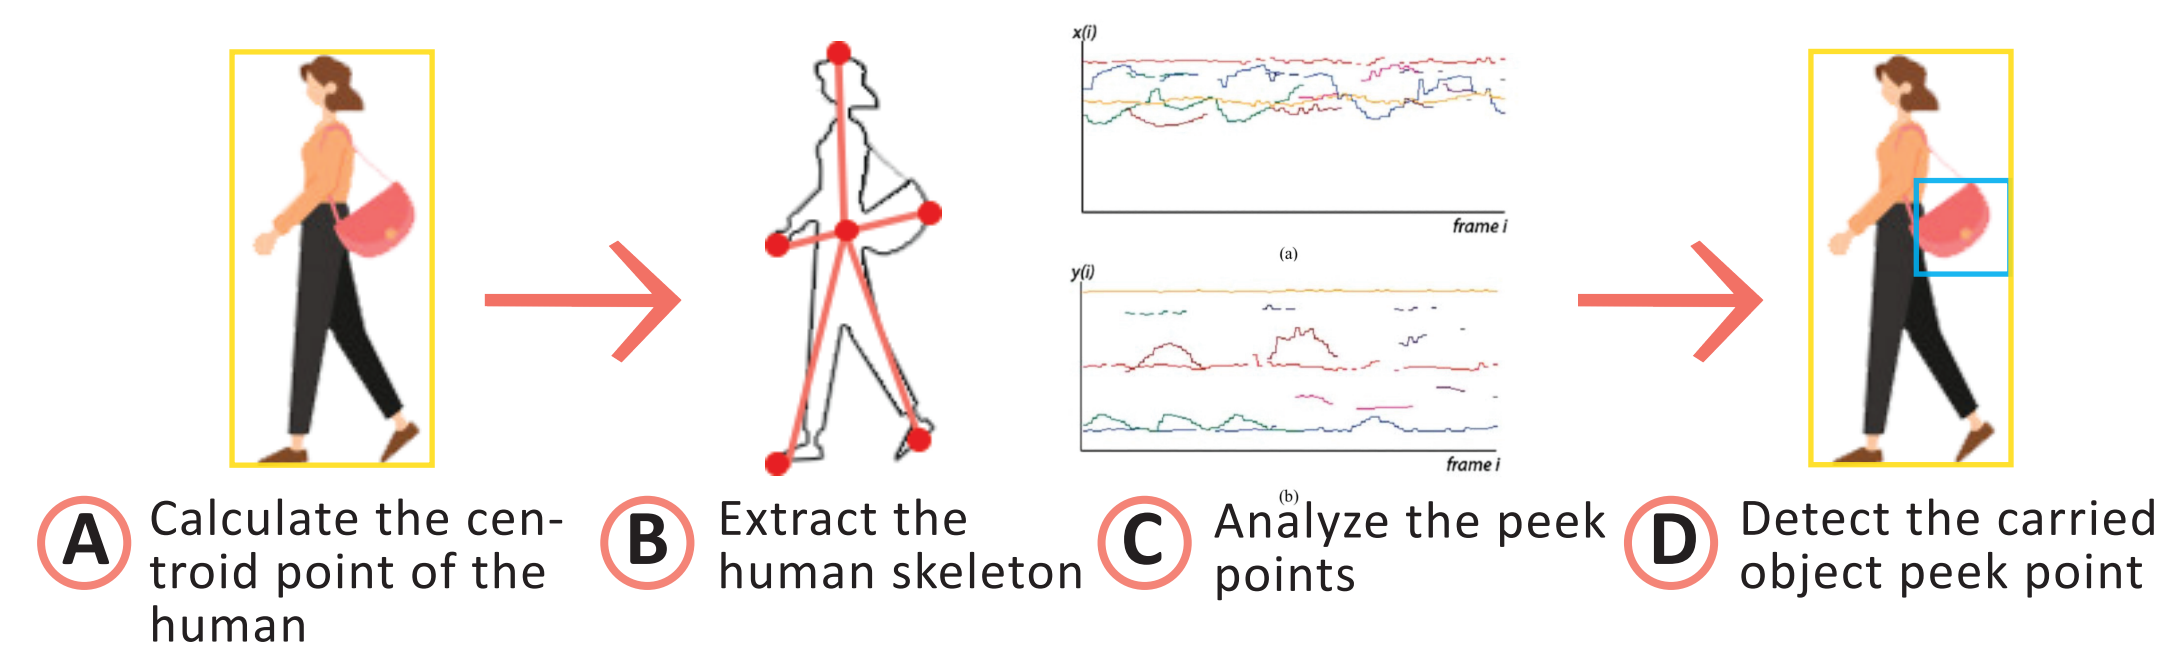 x(i)
frame i
(a)
y(i)
frame i
(b)
A
Calculate the cen-
troid point of the
human
B
Extract the
human skeleton
C
Analyze the peek
points
D
Detect the carried
object peek point